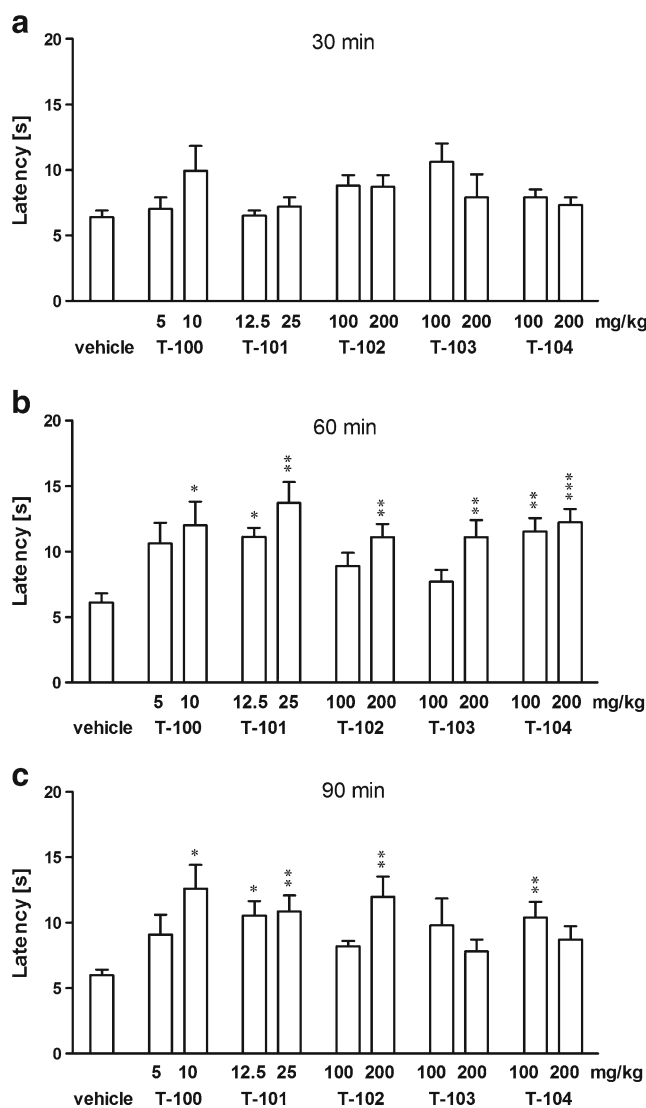 a
30 min
20
15
10
5
0
Latency [s]
5 10 12.5 25 100 200 100 200 100 200 mg/kg
vehicle T-100 T-101 T-102 T-103 T-104
b
60 min
20
15
10
5
0
Latency [s]
* * ** ** ** ** ***
5 10 12.5 25 100 200 100 200 100 200 mg/kg
vehicle T-100 T-101 T-102 T-103 T-104
c
90 min
20
15
10
5
0
Latency [s]
* * ** ** **
5 10 12.5 25 100 200 100 200 100 200 mg/kg
vehicle T-100 T-101 T-102 T-103 T-104